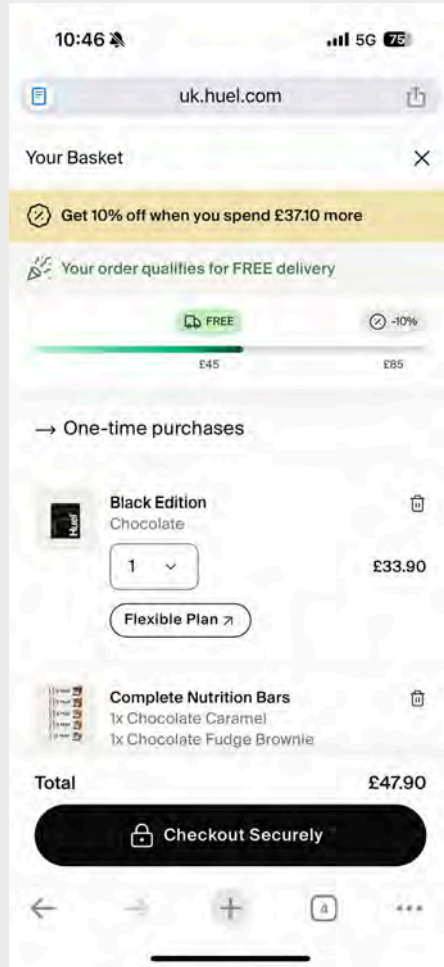 10:46
5G 75
uk.huel.com
Your Basket
Get 10% off when you spend £37.10 more
Your order qualifies for FREE delivery
FREE
-10%
£45
£85
→ One-time purchases
Black Edition
Chocolate
Huel
1
£33.90
Flexible Plan ↗
Complete Nutrition Bars
1x Chocolate Caramel
1x Chocolate Fudge Brownie
Total
£47.90
Checkout Securely
4